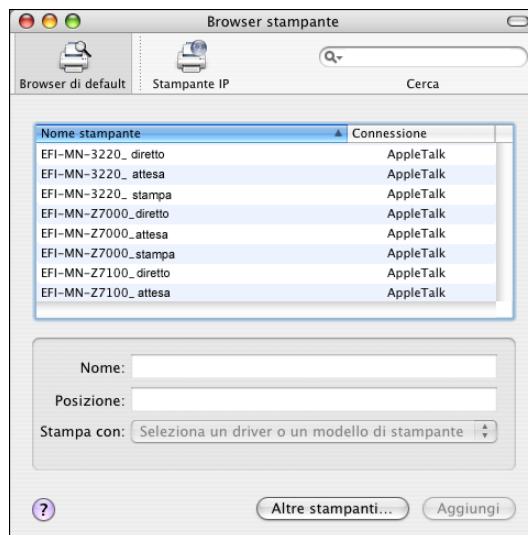 Browser stampante
Browser di default
Stampante IP
Cerca
Nome stampante Connessione
EFI-MN-3220_ diretto AppleTalk
EFI-MN-3220_ attesa AppleTalk
EFI-MN-3220_ stampa AppleTalk
EFI-MN-Z7000_diretto AppleTalk
EFI-MN-Z7000_attesa AppleTalk
EFI-MN-Z7000_stampa AppleTalk
EFI-MN-Z7100_diretto AppleTalk
EFI-MN-Z7100_ attesa AppleTalk
Nome:
Posizione:
Stampa con: Seleziona un driver o un modello di stampante
? Altre stampanti... Aggiungi